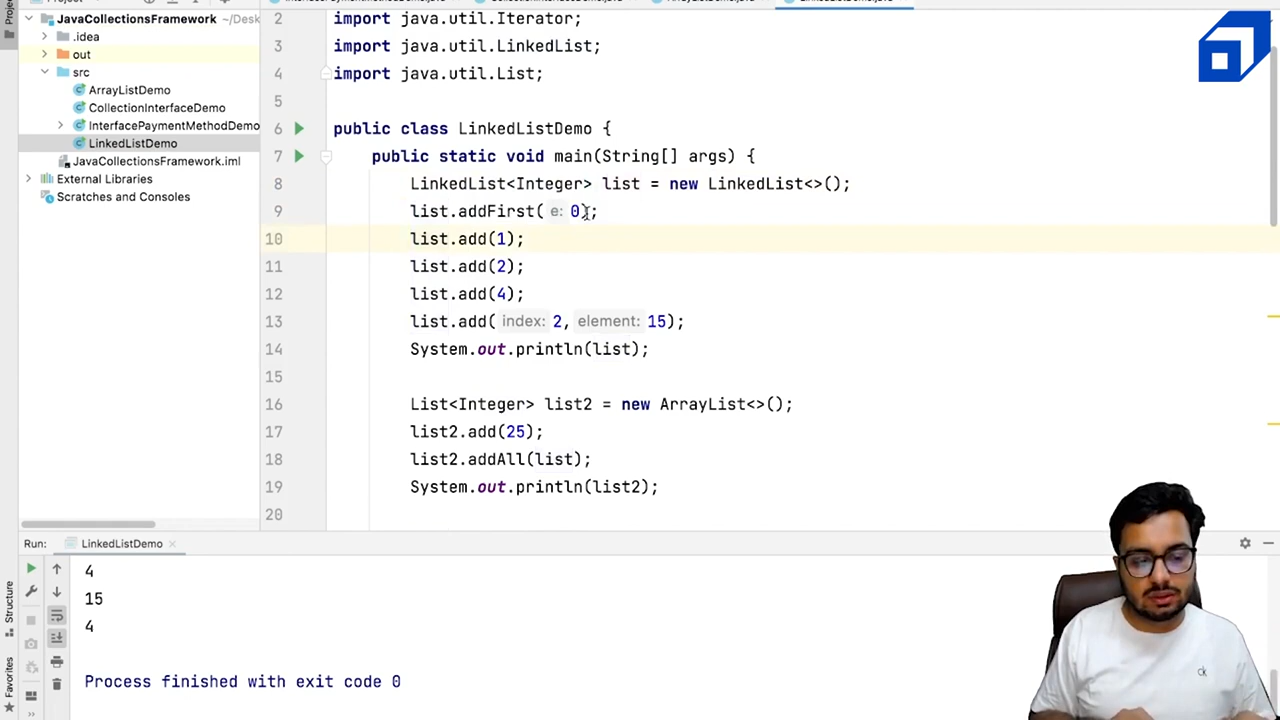 JavaCollectionsFramework ~/Desk
.idea
out
src
ArrayListDemo
CollectionInterfaceDemo
InterfacePaymentMethodDemo
LinkedListDemo
JavaCollectionsFramework.iml
External Libraries
Scratches and Consoles
2 import java.util.Iterator;
3 import java.util.LinkedList;
4 import java.util.List;
5
6 public class LinkedListDemo {
7 public static void main(String[] args) {
8 LinkedList<Integer> list = new LinkedList<>();
9 list.addFirst( e: 0);
10 list.add(1);
11 list.add(2);
12 list.add(4);
13 list.add( index: 2, element: 15);
14 System.out.println(list);
15
16 List<Integer> list2 = new ArrayList<>();
17 list2.add(25);
18 list2.addAll(list);
19 System.out.println(list2);
20
Run: LinkedListDemo
4
15
4
Process finished with exit code 0
Structure
Favorites